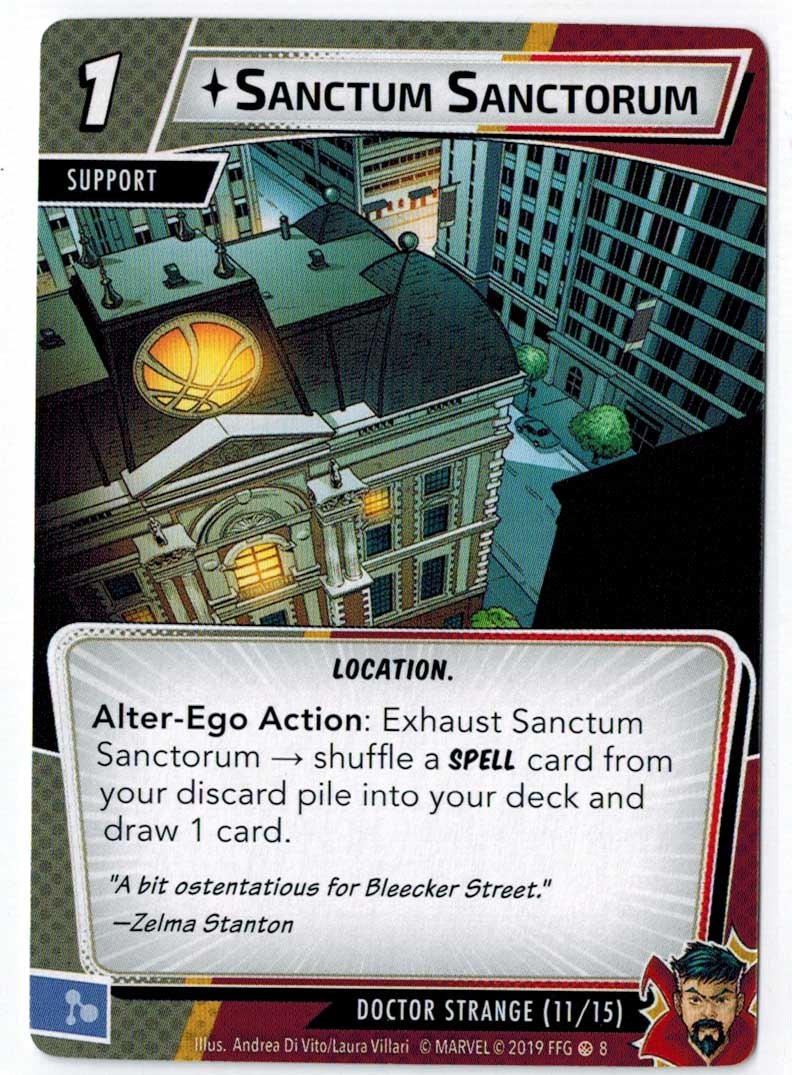 1
SANCTUM SANCTORUM
SUPPORT
LOCATION.
Alter-Ego Action: Exhaust Sanctum
Sanctorum → shuffle a SPELL card from
your discard pile into your deck and
draw 1 card.
"A bit ostentatious for Bleecker Street."
—Zelma Stanton
DOCTOR STRANGE (11/15)
Illus. Andrea Di Vito/Laura Villari © MARVEL © 2019 FFG 8